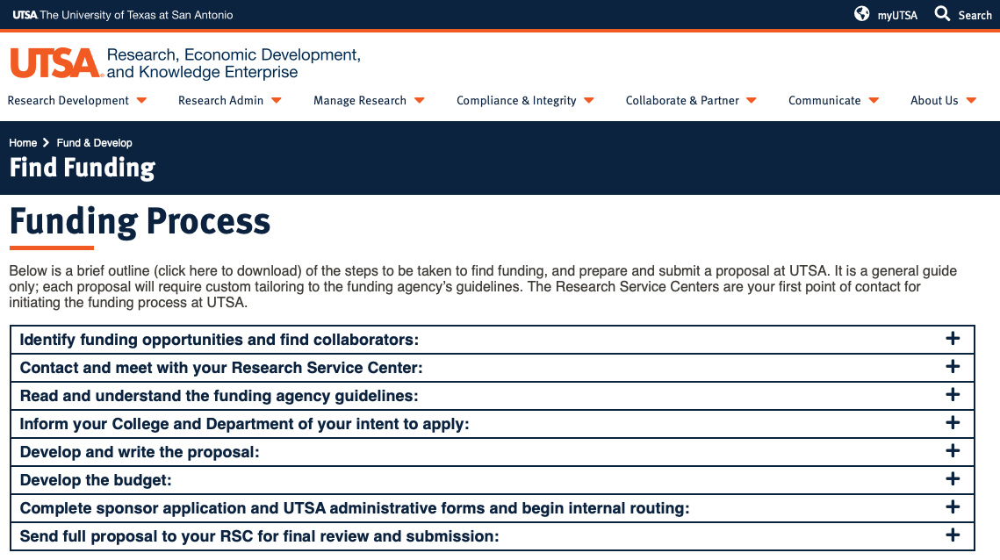 UTSA The University of Texas at San Antonio
myUTSA
Search
UTSA® Research, Economic Development,
and Knowledge Enterprise
Research Development
Research Admin
Manage Research
Compliance & Integrity
Collaborate & Partner
Communicate
About Us
Home
Fund & Develop
Find Funding
Funding Process
Below is a brief outline (click here to download) of the steps to be taken to find funding, and prepare and submit a proposal at UTSA. It is a general guide
only; each proposal will require custom tailoring to the funding agency’s guidelines. The Research Service Centers are your first point of contact for
initiating the funding process at UTSA.
Identify funding opportunities and find collaborators:
Contact and meet with your Research Service Center:
Read and understand the funding agency guidelines:
Inform your College and Department of your intent to apply:
Develop and write the proposal:
Develop the budget:
Complete sponsor application and UTSA administrative forms and begin internal routing:
Send full proposal to your RSC for final review and submission: